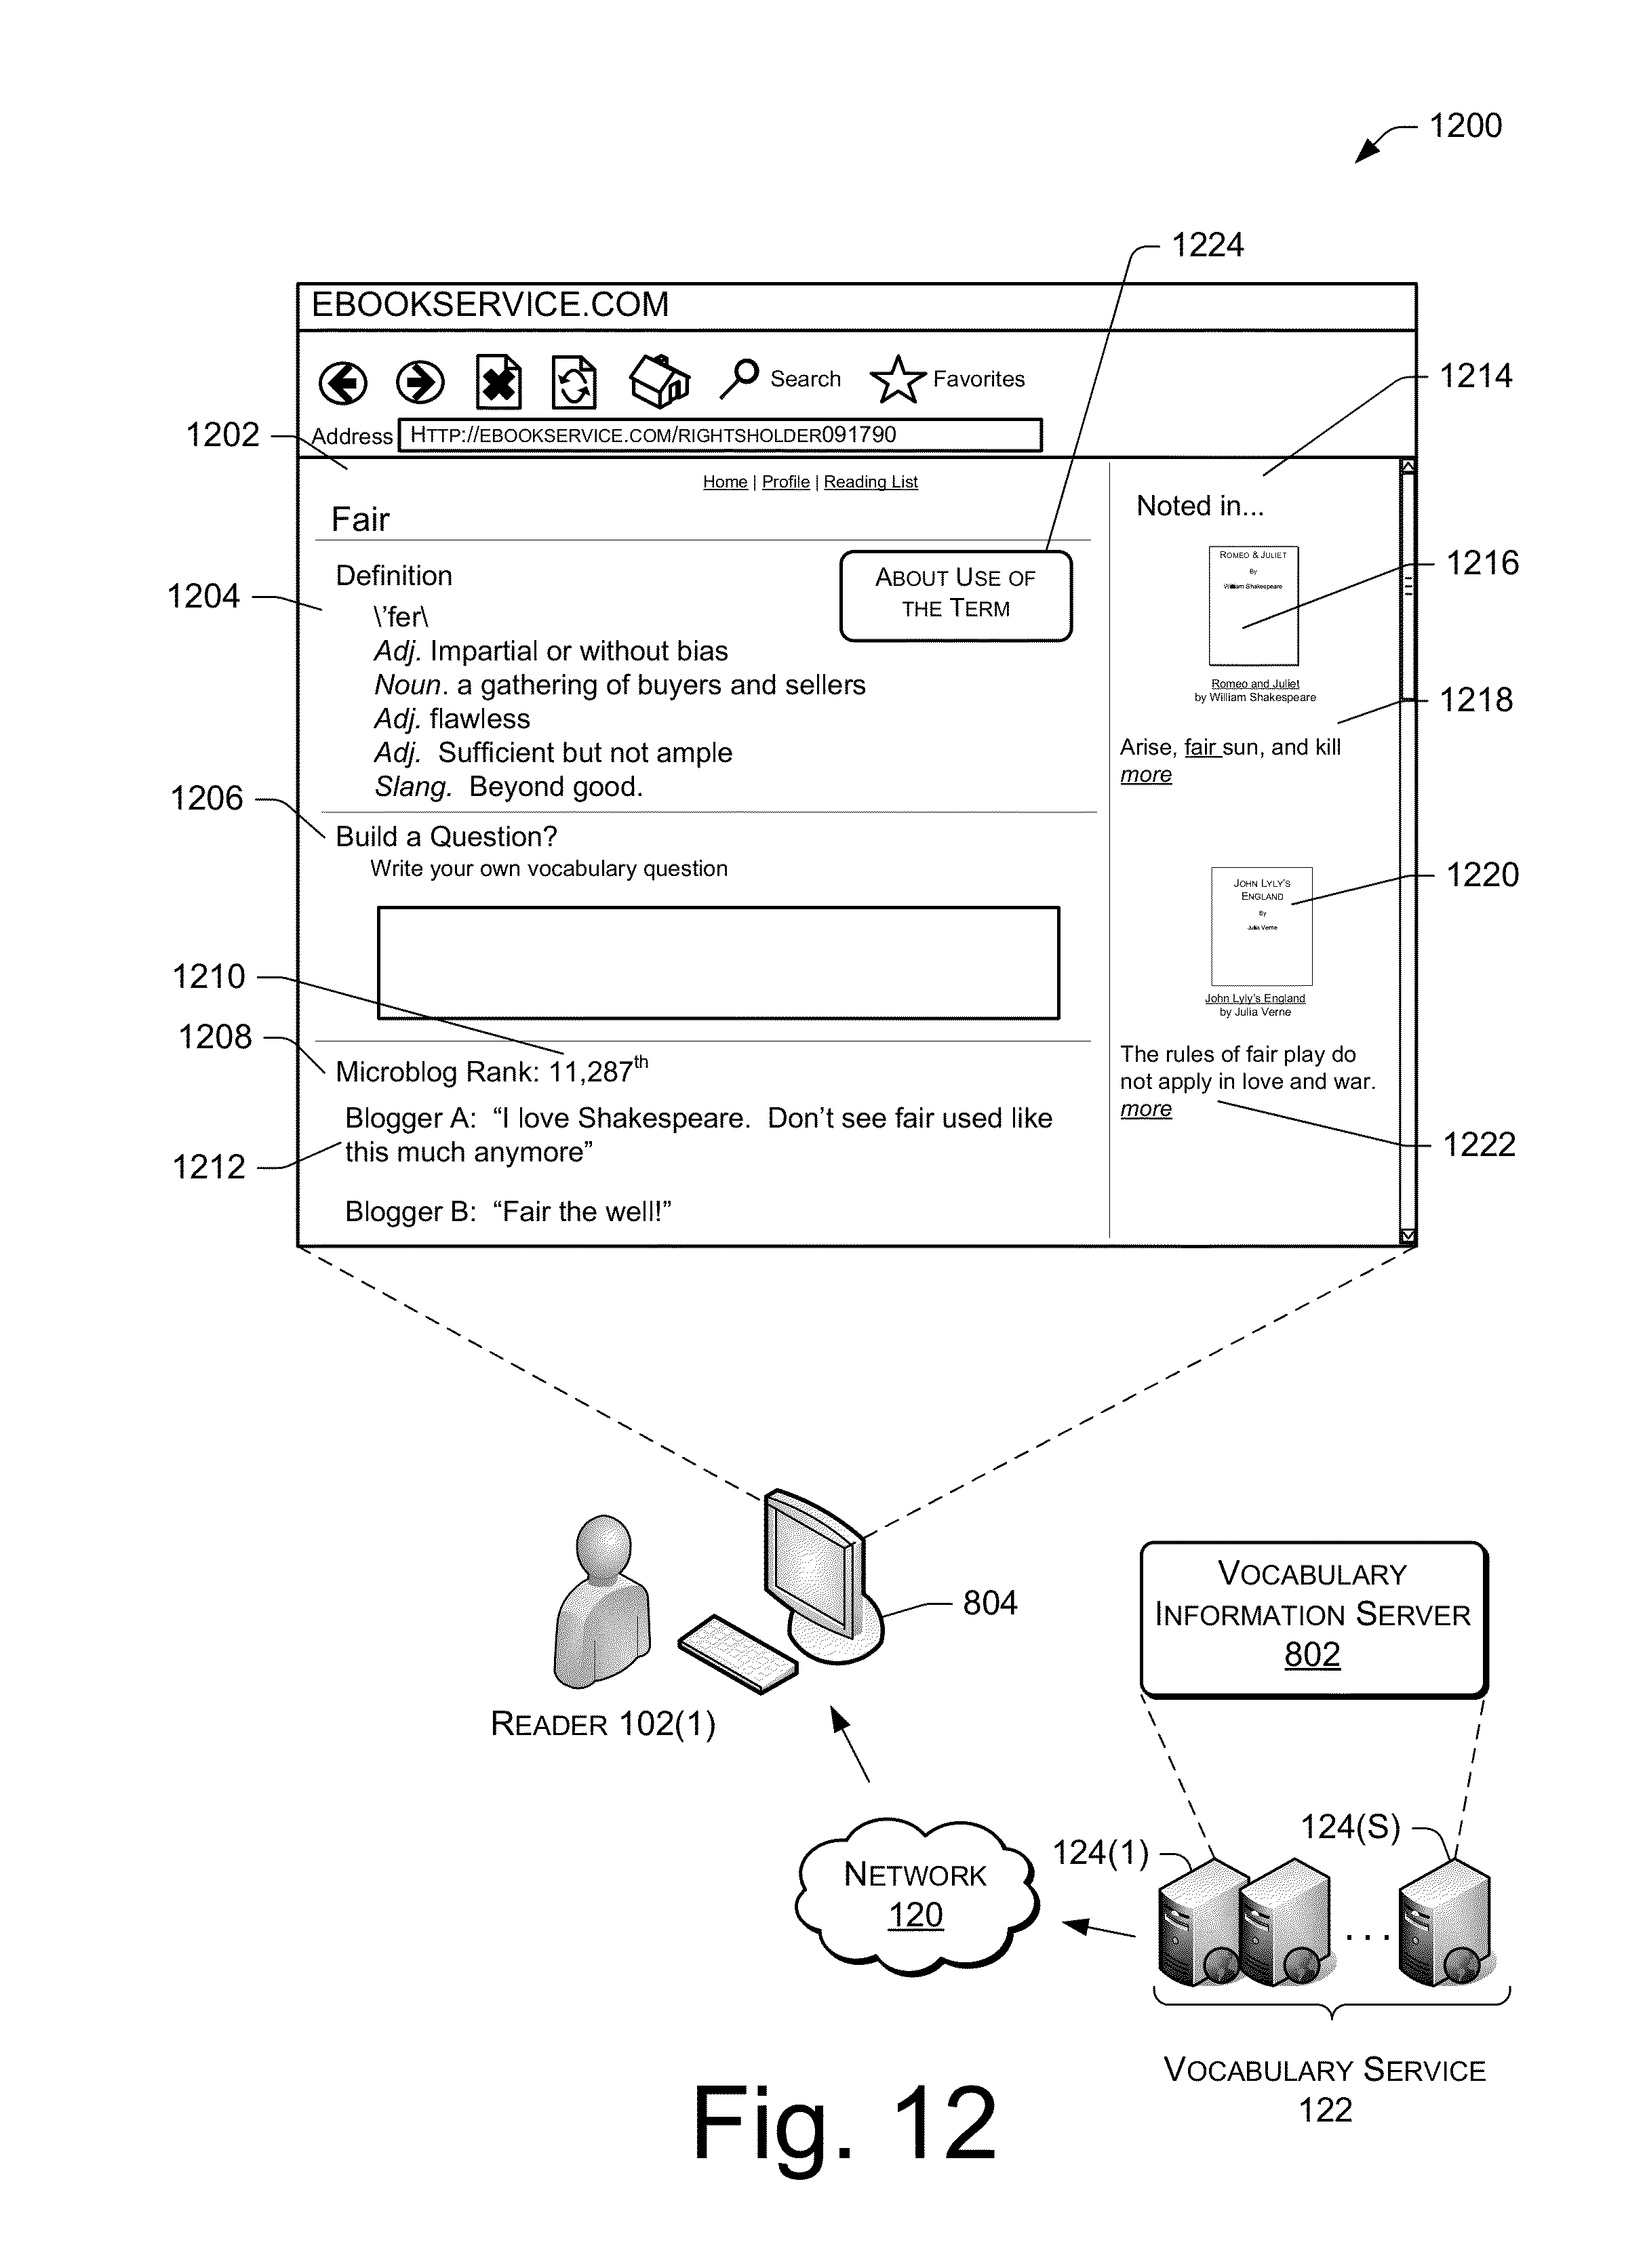 1200
1224
EBOOKSERVICE.COM
Search
Favorites
1214
1202
Address
HTTP://EBOOKSERVICE.COM/RIGHTSHOLDER091790
Home | Profile | Reading List
Fair
1204
Definition
\'fer\
Adj. Impartial or without bias
Noun. a gathering of buyers and sellers
Adj. flawless
Adj. Sufficient but not ample
Slang. Beyond good.
ABOUT USE OF
THE TERM
1206
Build a Question?
Write your own vocabulary question
1210
1208
Microblog Rank: 11,287th
Blogger A: “I love Shakespeare. Don’t see fair used like
this much anymore”
1212
Blogger B: “Fair the well!”
Noted in...
ROMEO & JULIET
By
William Shakespeare
1216
Romeo and Juliet
by William Shakespeare
1218
Arise, fair sun, and kill
more
JOHN LYLY'S
ENGLAND
By
Julia Verne
1220
John Lyly's England
by Julia Verne
The rules of fair play do
not apply in love and war.
more
1222
804
READER 102(1)
VOCABULARY
INFORMATION SERVER
802
NETWORK
120
124(1)
124(S)
. . .
VOCABULARY SERVICE
122
Fig. 12